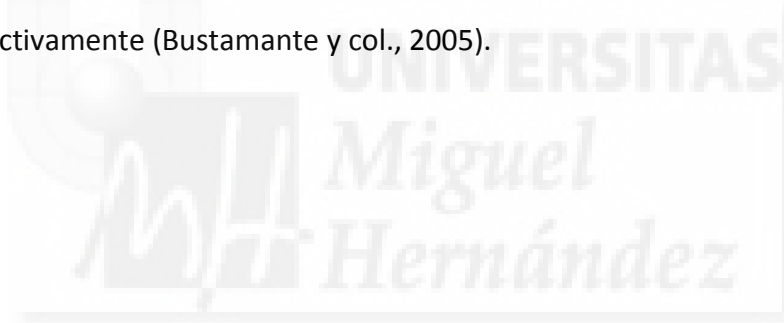 ctivamente (Bustamante y col., 2005).
UNIVERSITAS
Miguel
Hernández